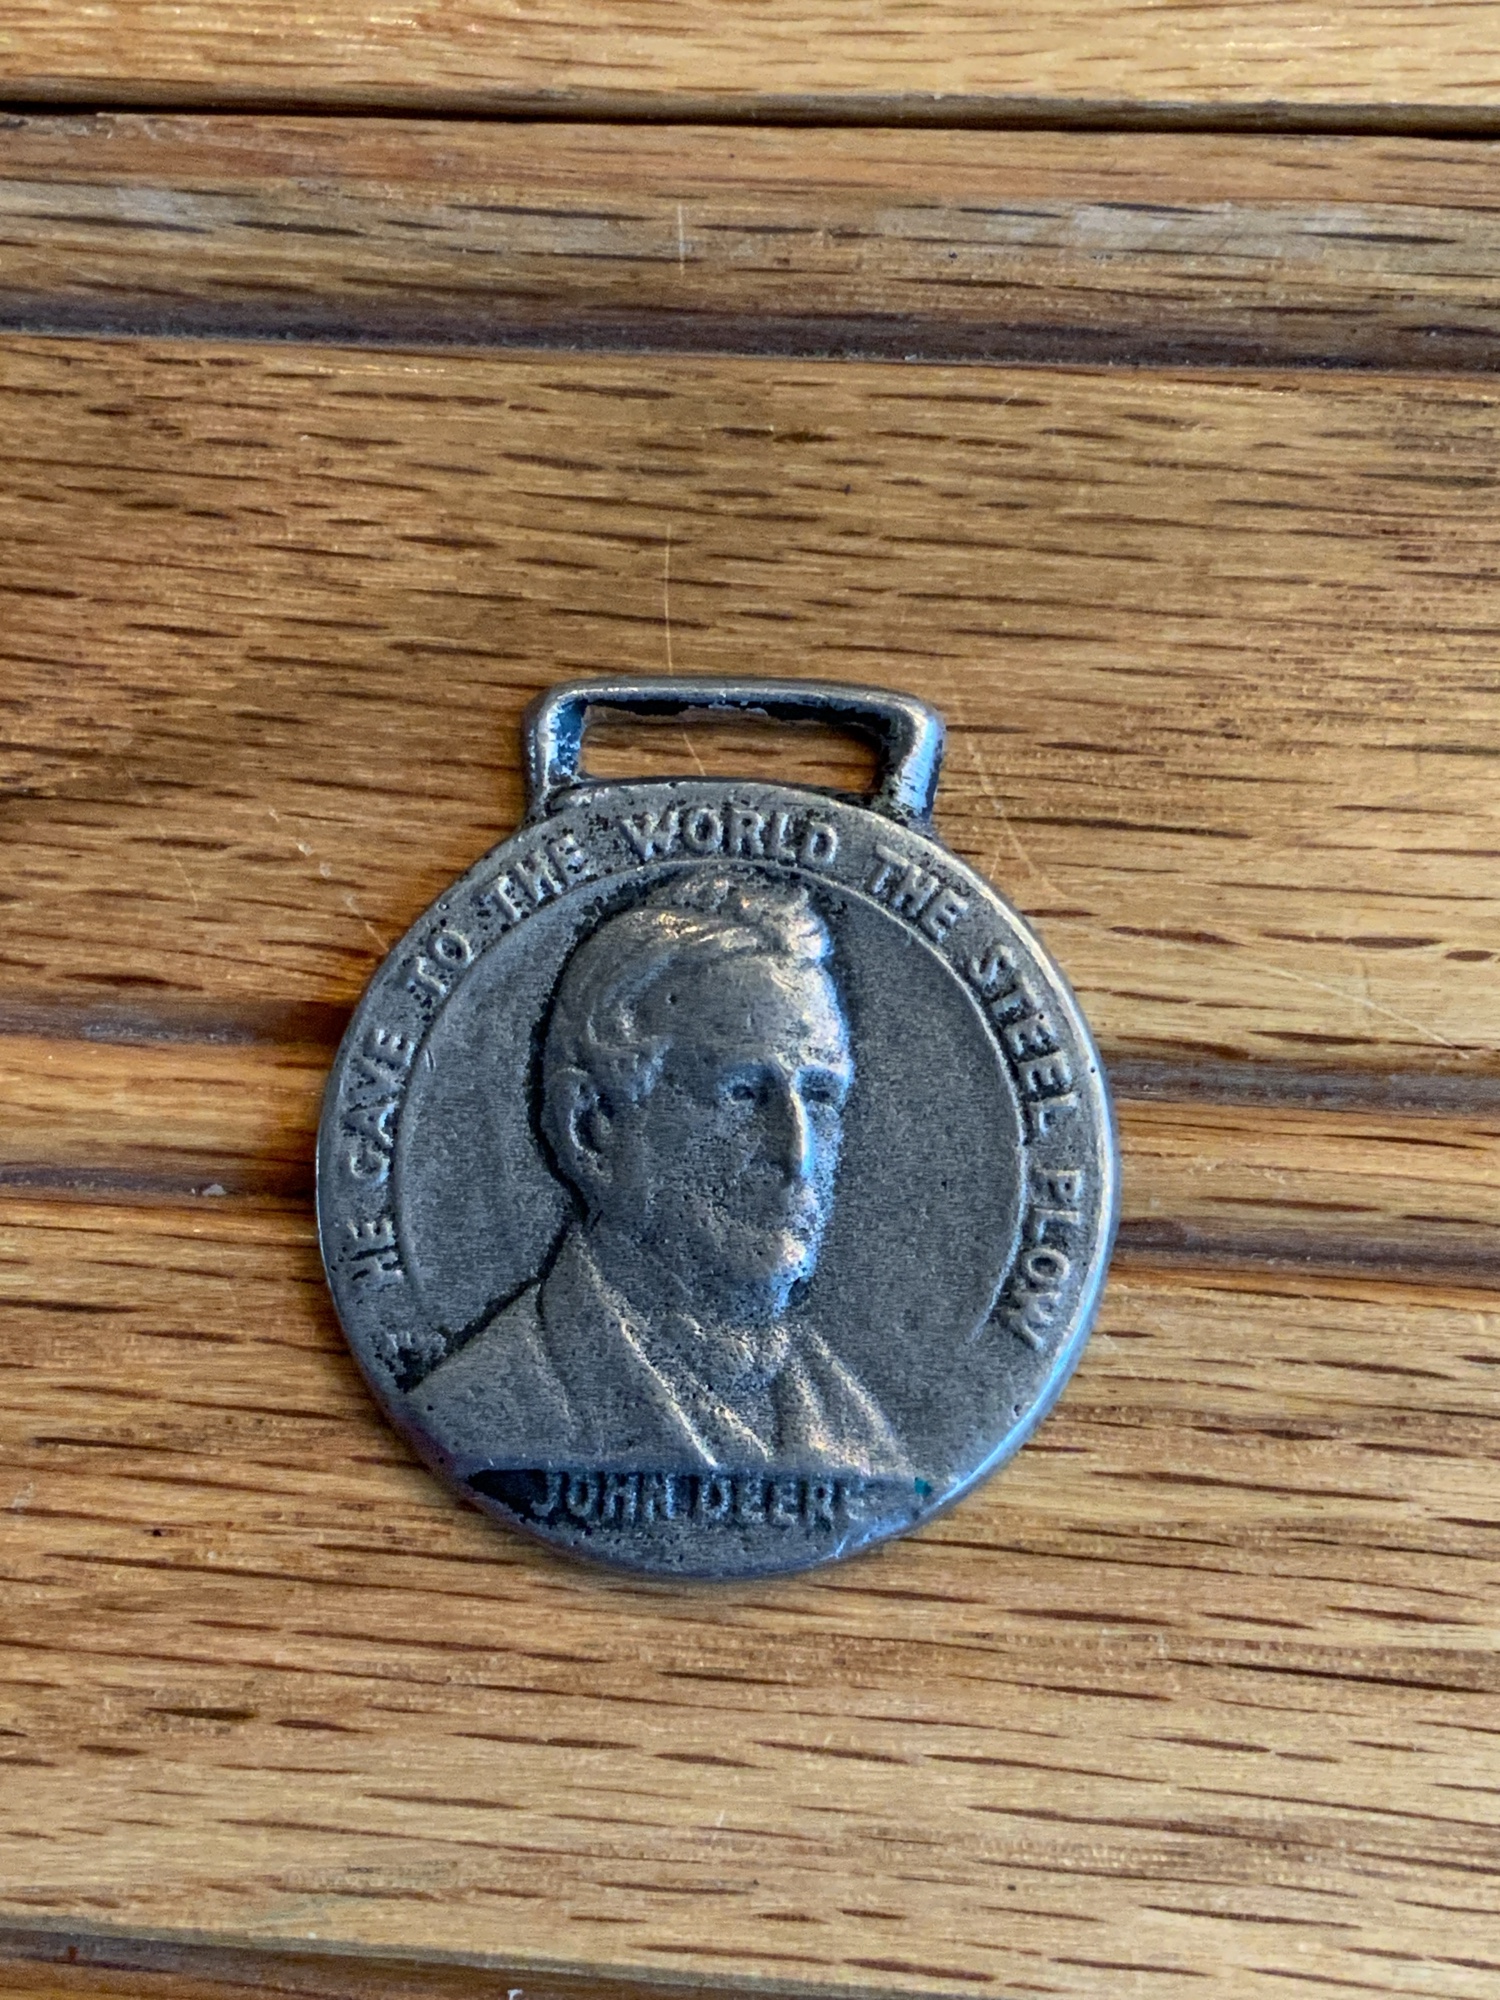 HE GAVE TO THE WORLD THE STEEL PLOW
JOHN DEERE